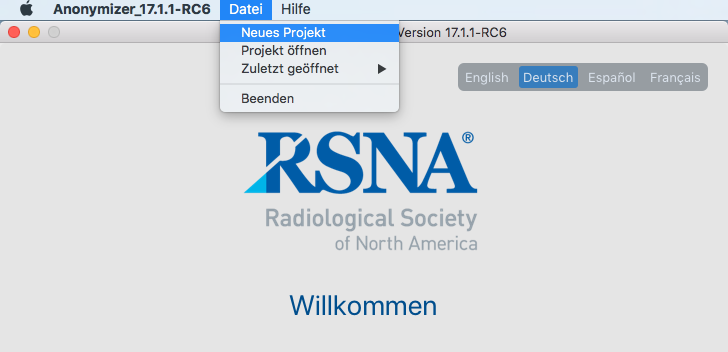 Anonymizer_17.1.1-RC6 Datei Hilfe
Neues Projekt
Version 17.1.1-RC6
Projekt öffnen
Zuletzt geöffnet
English Deutsch Español Français
Beenden
RSNA®
Radiological Society
of North America
Willkommen